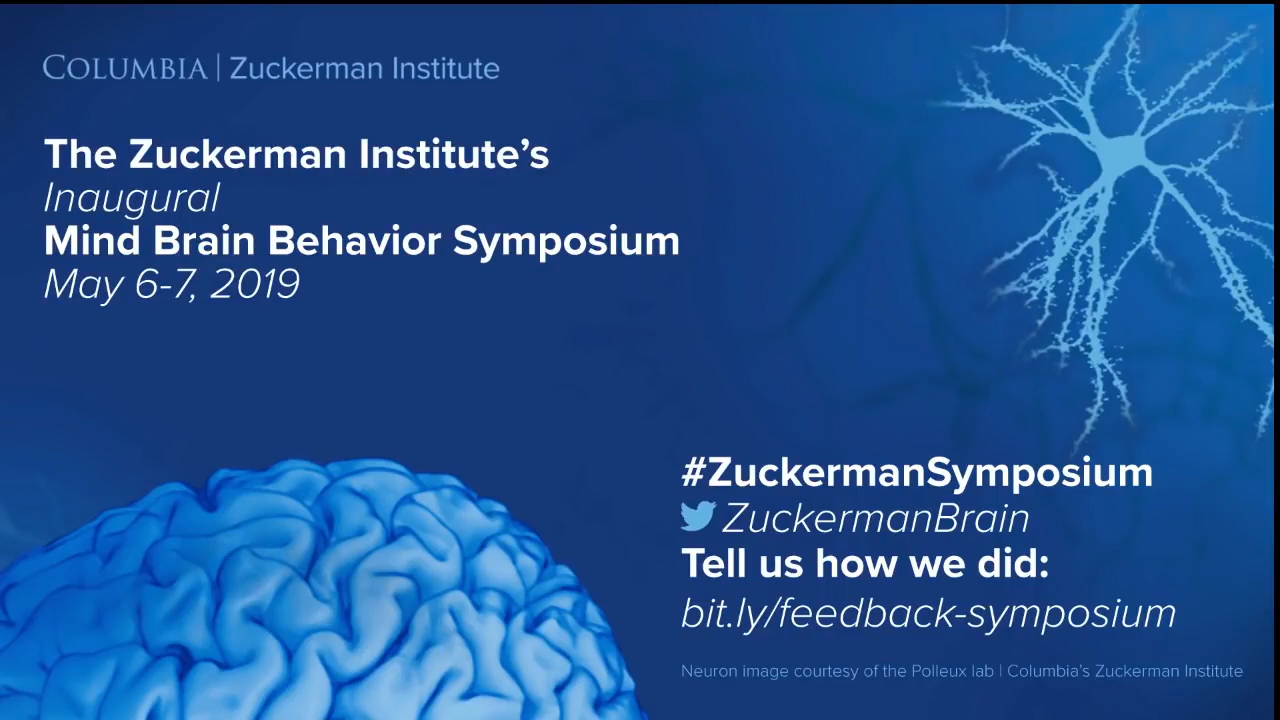 COLUMBIA | Zuckerman Institute
The Zuckerman Institute’s
Inaugural
Mind Brain Behavior Symposium
May 6-7, 2019
#ZuckermanSymposium
ZuckermanBrain
Tell us how we did:
bit.ly/feedback-symposium
Neuron image courtesy of the Polleux lab | Columbia’s Zuckerman Institute